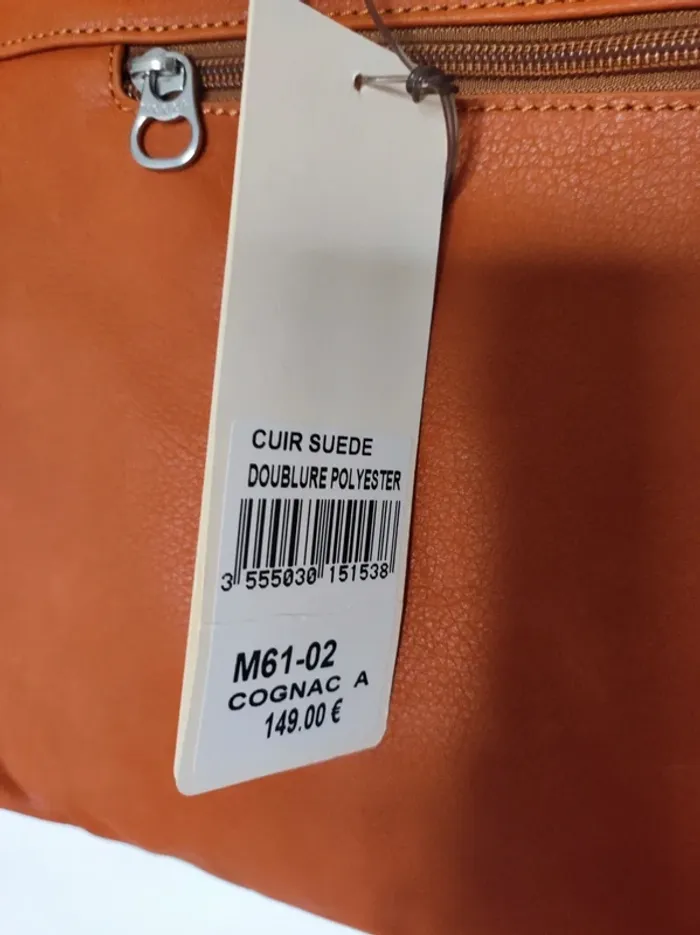 CUIR SUEDE
DOUBLURE POLYESTER
3 555030 151538
M61-02
COGNAC A
149.00 €